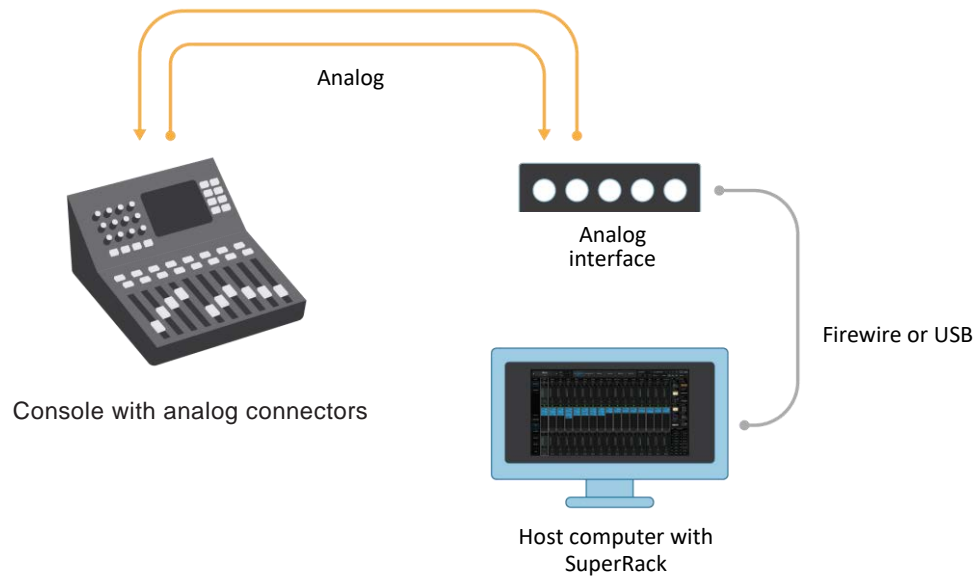 Analog
Analog
interface
Firewire or USB
Console with analog connectors
Host computer with
SuperRack